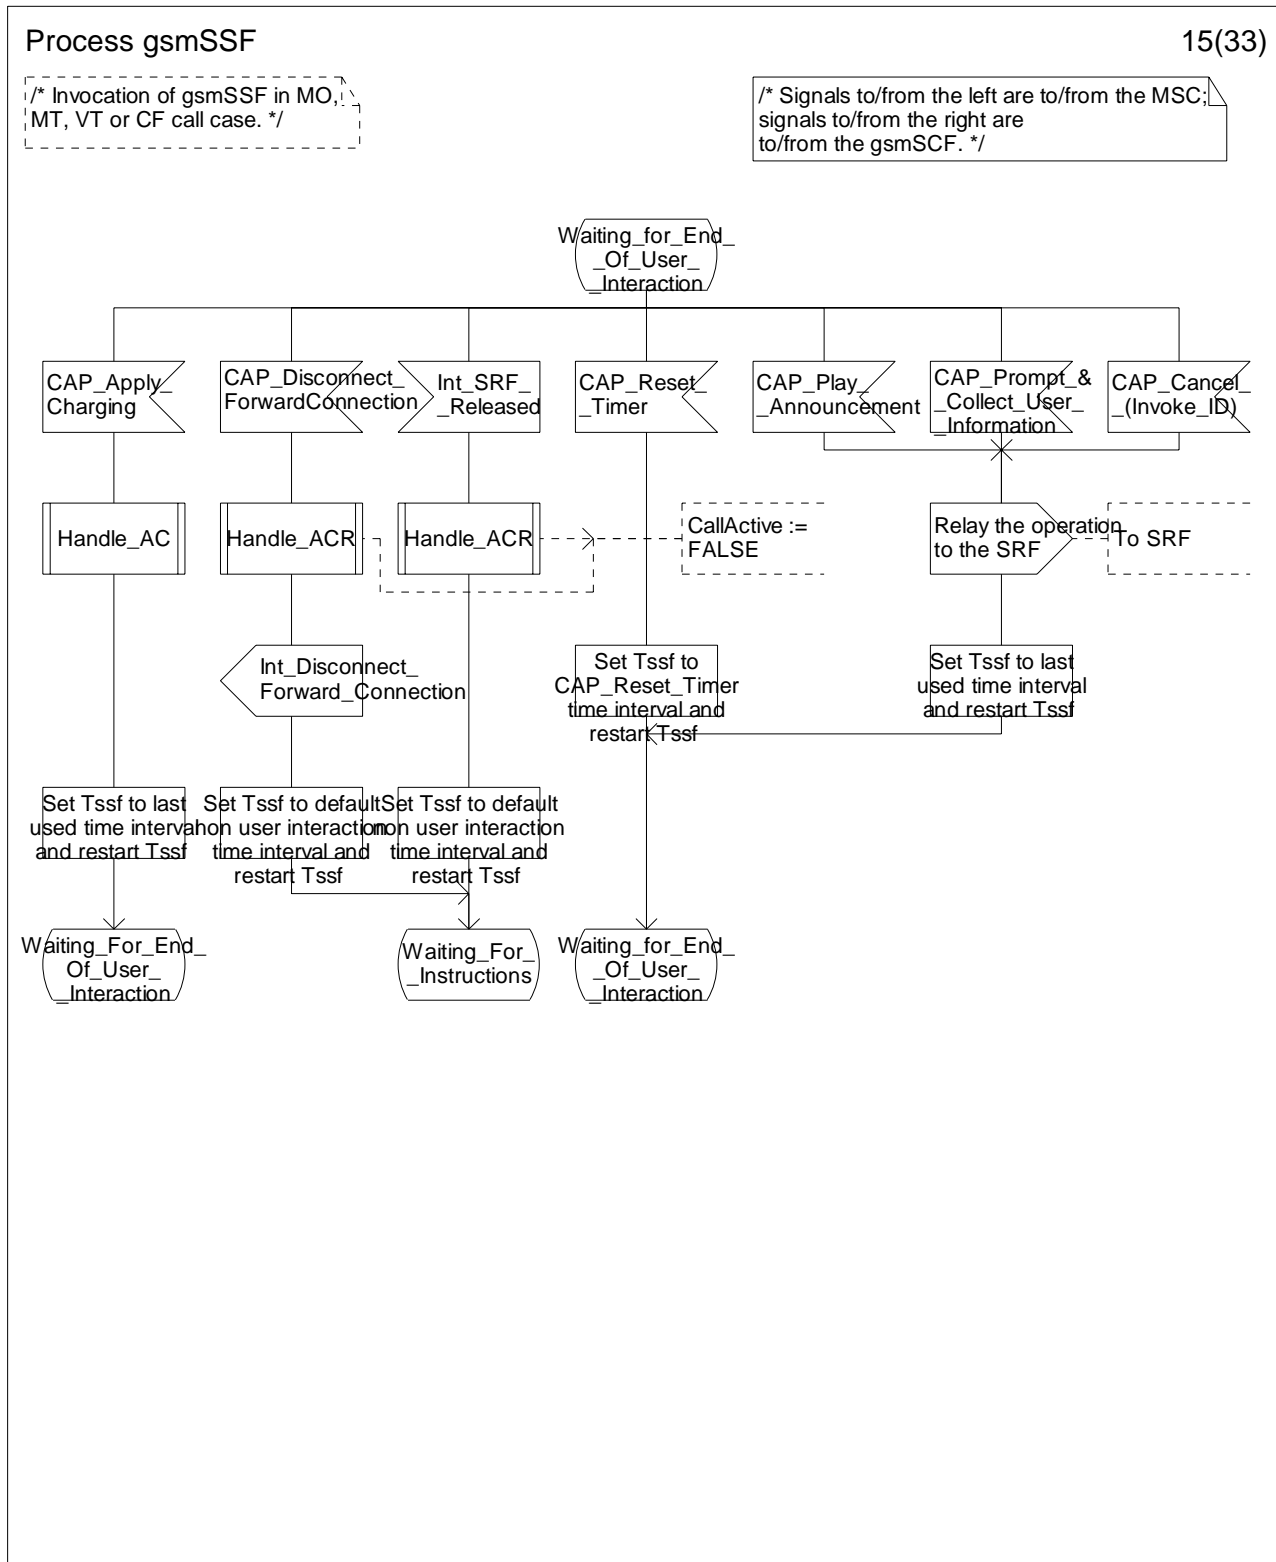 Process gsmSSF
15(33)
/* Invocation of gsmSSF in MO,
MT, VT or CF call case. */
/* Signals to/from the left are to/from the MSC;
signals to/from the right are
to/from the gsmSCF. */
Waiting_for_End_
_Of_User_
_Interaction
CAP_Apply_
_Charging
CAP_Disconnect_
_ForwardConnection
Int_SRF_
_Released
CAP_Reset_
_Timer
CAP_Play_
_Announcement
CAP_Prompt_&
_Collect_User_
_Information
CAP_Cancel_
_(Invoke_ID)
Handle_AC
Handle_ACR
Handle_ACR
CallActive :=
FALSE
Relay the operation
to the SRF
To SRF
Int_Disconnect_
_Forward_Connection
Set Tssf to
CAP_Reset_Timer
time interval and
restart Tssf
Set Tssf to last
used time interval
and restart Tssf
Set Tssf to last
used time interval
and restart Tssf
Set Tssf to default
non user interaction
time interval and
restart Tssf
Set Tssf to default
non user interaction
time interval and
restart Tssf
Waiting_For_End_
_Of_User_
_Interaction
Waiting_For_
_Instructions
Waiting_for_End_
_Of_User_
_Interaction